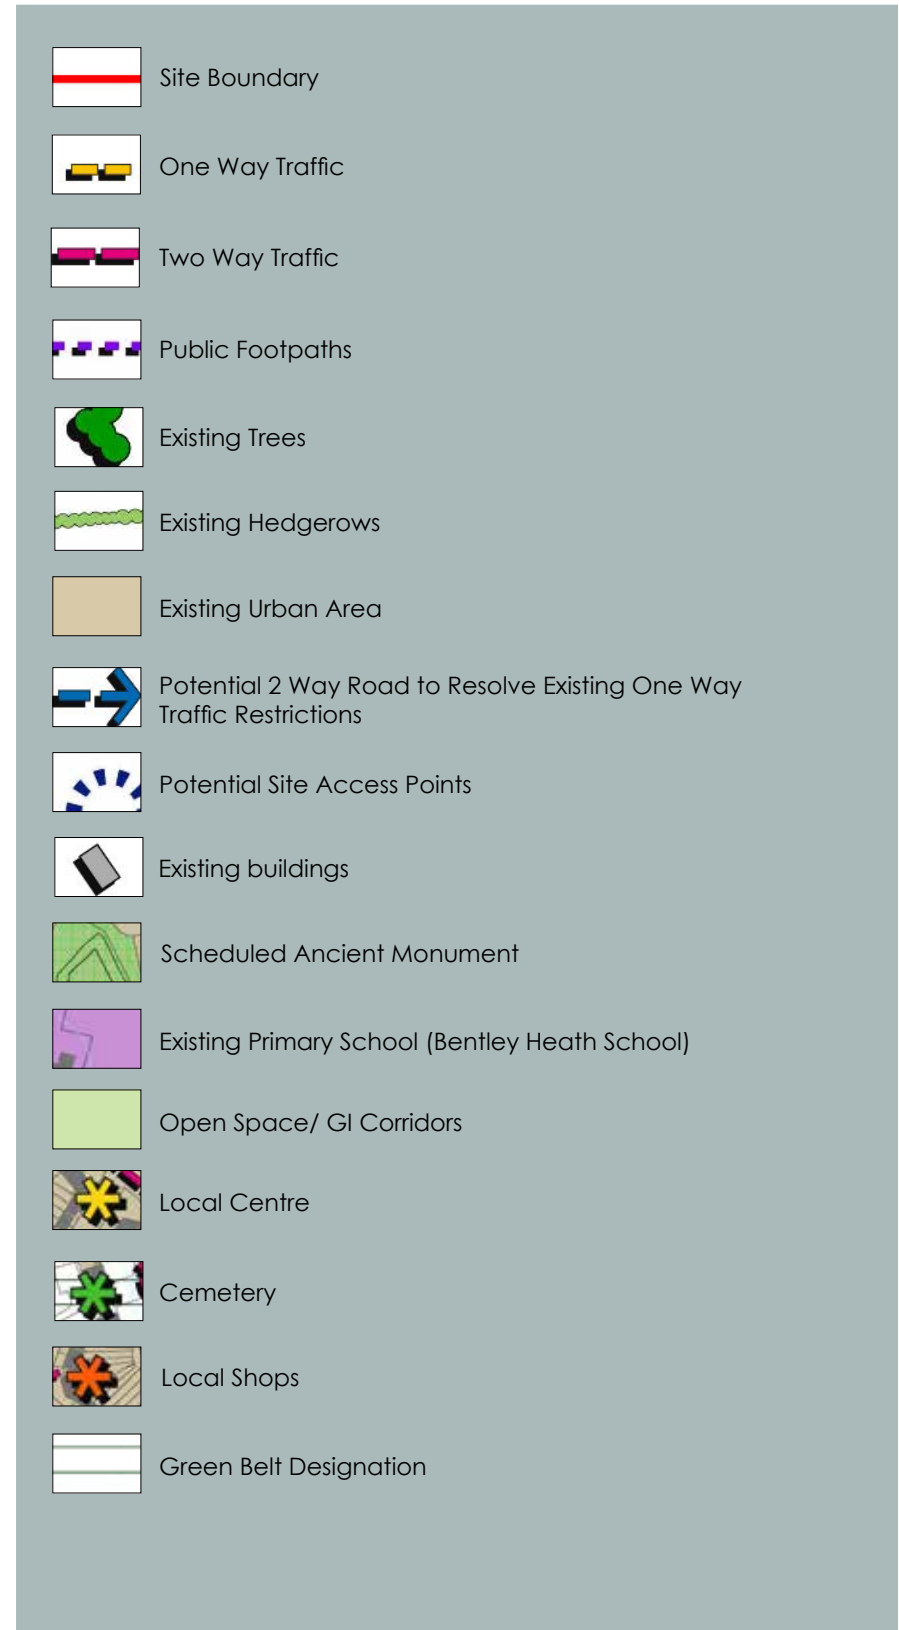 Site Boundary
One Way Traffic
Two Way Traffic
Public Footpaths
Existing Trees
Existing Hedgerows
Existing Urban Area
Potential 2 Way Road to Resolve Existing One Way
Traffic Restrictions
Potential Site Access Points
Existing buildings
Scheduled Ancient Monument
Existing Primary School (Bentley Heath School)
Open Space/ GI Corridors
Local Centre
Cemetery
Local Shops
Green Belt Designation